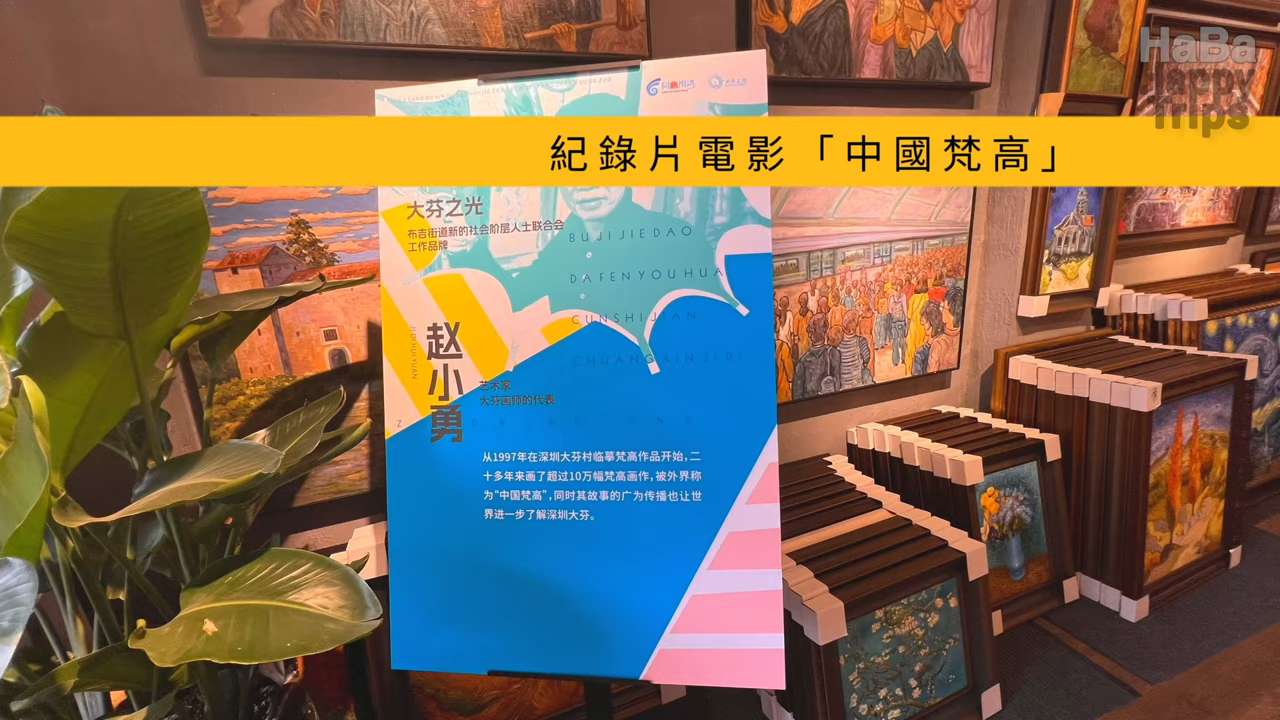 HaBa
Happy
Trips
紀錄片電影「中國梵高」
大芬之光
布吉街道新的社会阶层人士联合会
工作品牌
BUJIJIEDAO
DAFENYOUHUA
CUNSHIJIAN
CHUANGXINJIDI
赵小勇
艺术家
大芬画师的代表
从1997年在深圳大芬村临摹梵高作品开始，二
十多年来画了超过10万幅梵高画作，被外界称
为“中国梵高”，同时其故事的广为传播也让世
界进一步了解深圳大芬。